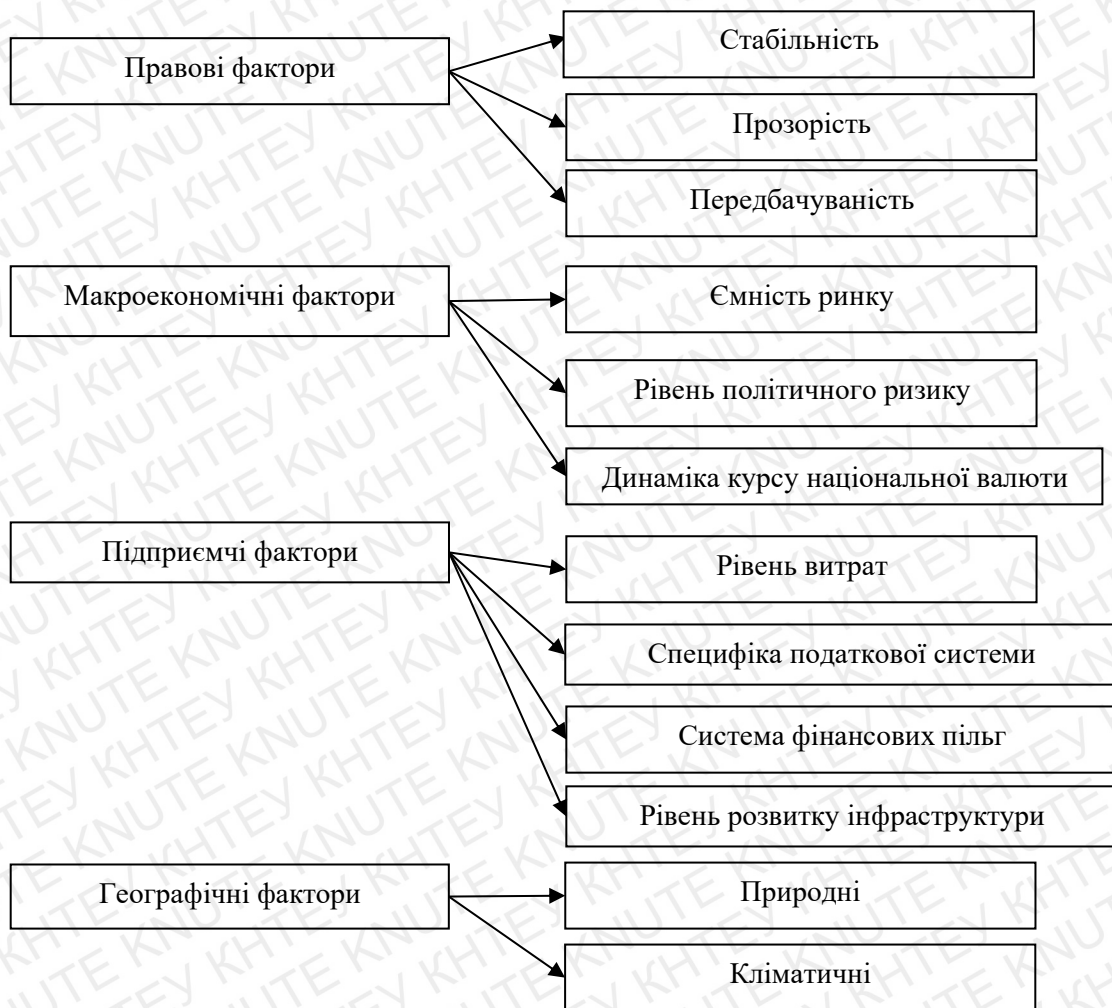 Правові фактори
Стабільність
Прозорість
Передбачуваність
Макроекономічні фактори
Ємність ринку
Рівень політичного ризику
Динаміка курсу національної валюти
Підприємчі фактори
Рівень витрат
Специфіка податкової системи
Система фінансових пільг
Рівень розвитку інфраструктури
Географічні фактори
Природні
Кліматичні